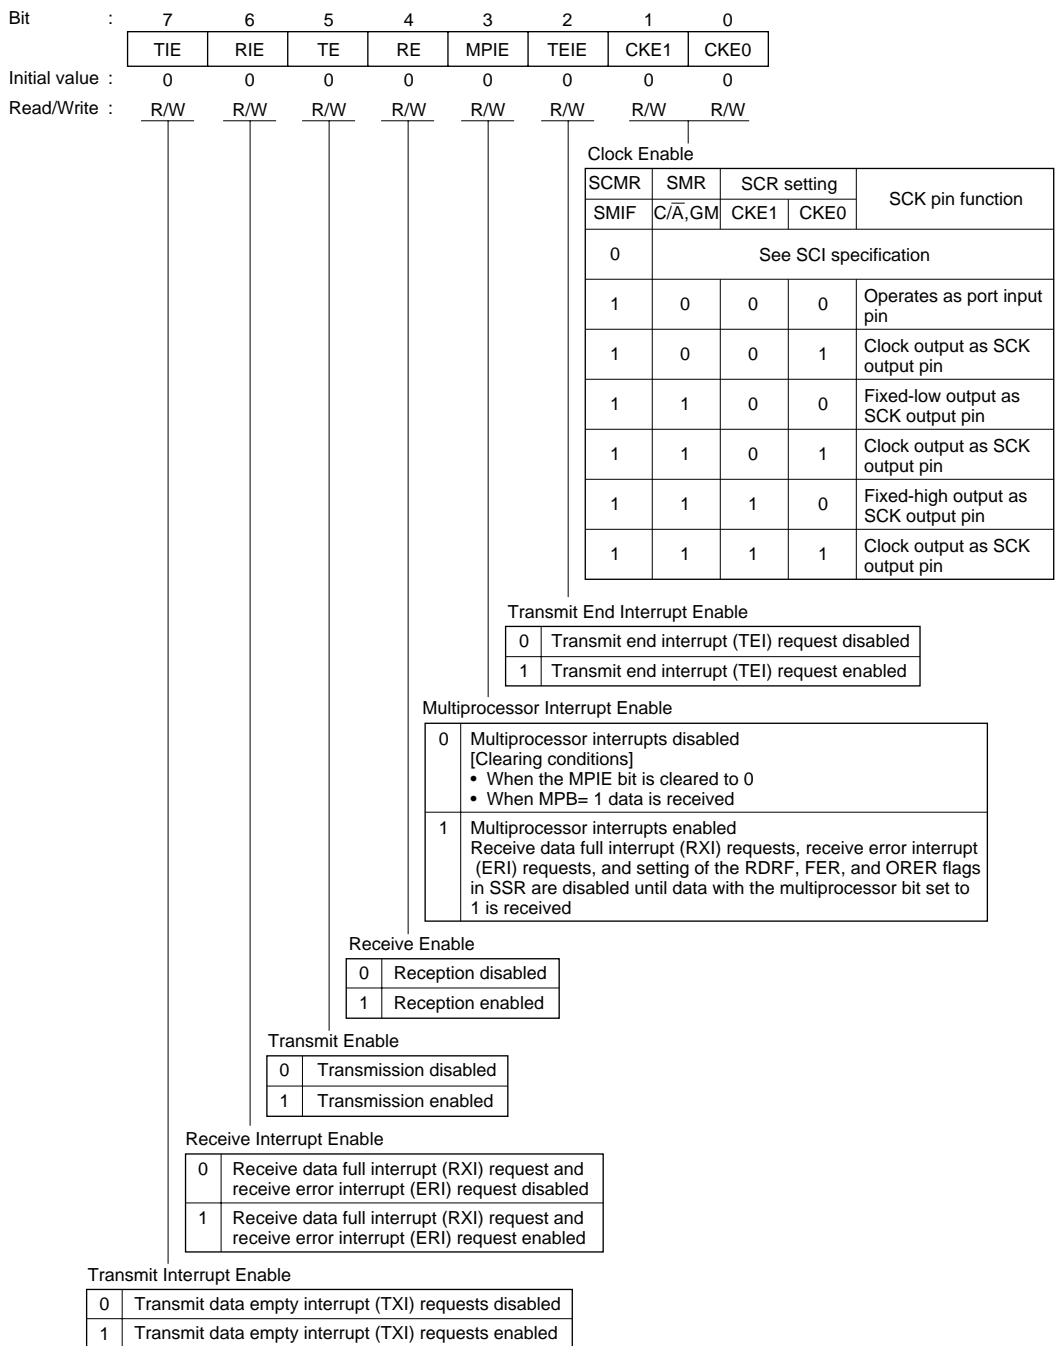 Bit : 7 6 5 4 3 2 1 0
TIE RIE TE RE MPIE TEIE CKE1 CKE0
Initial value : 0 0 0 0 0 0 0 0
Read/Write : R/W R/W R/W R/W R/W R/W R/W R/W
Clock Enable
SCMR SMR SCR setting SCK pin function
SMIF C/A̅,GM CKE1 CKE0
0 See SCI specification
1 0 0 0 Operates as port input
pin
1 0 0 1 Clock output as SCK
output pin
1 1 0 0 Fixed-low output as
SCK output pin
1 1 0 1 Clock output as SCK
output pin
1 1 1 0 Fixed-high output as
SCK output pin
1 1 1 1 Clock output as SCK
output pin
Transmit End Interrupt Enable
0 Transmit end interrupt (TEI) request disabled
1 Transmit end interrupt (TEI) request enabled
Multiprocessor Interrupt Enable
0 Multiprocessor interrupts disabled
[Clearing conditions]
• When the MPIE bit is cleared to 0
• When MPB= 1 data is received
1 Multiprocessor interrupts enabled
Receive data full interrupt (RXI) requests, receive error interrupt
(ERI) requests, and setting of the RDRF, FER, and ORER flags
in SSR are disabled until data with the multiprocessor bit set to
1 is received
Receive Enable
0 Reception disabled
1 Reception enabled
Transmit Enable
0 Transmission disabled
1 Transmission enabled
Receive Interrupt Enable
0 Receive data full interrupt (RXI) request and
receive error interrupt (ERI) request disabled
1 Receive data full interrupt (RXI) request and
receive error interrupt (ERI) request enabled
Transmit Interrupt Enable
0 Transmit data empty interrupt (TXI) requests disabled
1 Transmit data empty interrupt (TXI) requests enabled